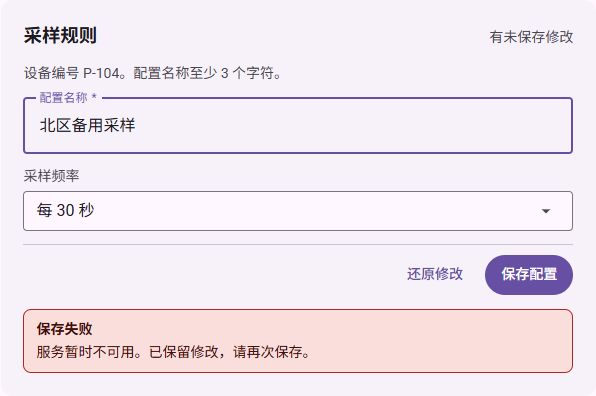 采样规则
有未保存修改
设备编号 P-104。配置名称至少 3 个字符。
配置名称 *
北区备用采样
采样频率
每 30 秒
还原修改
保存配置
保存失败
服务暂时不可用。已保留修改，请再次保存。